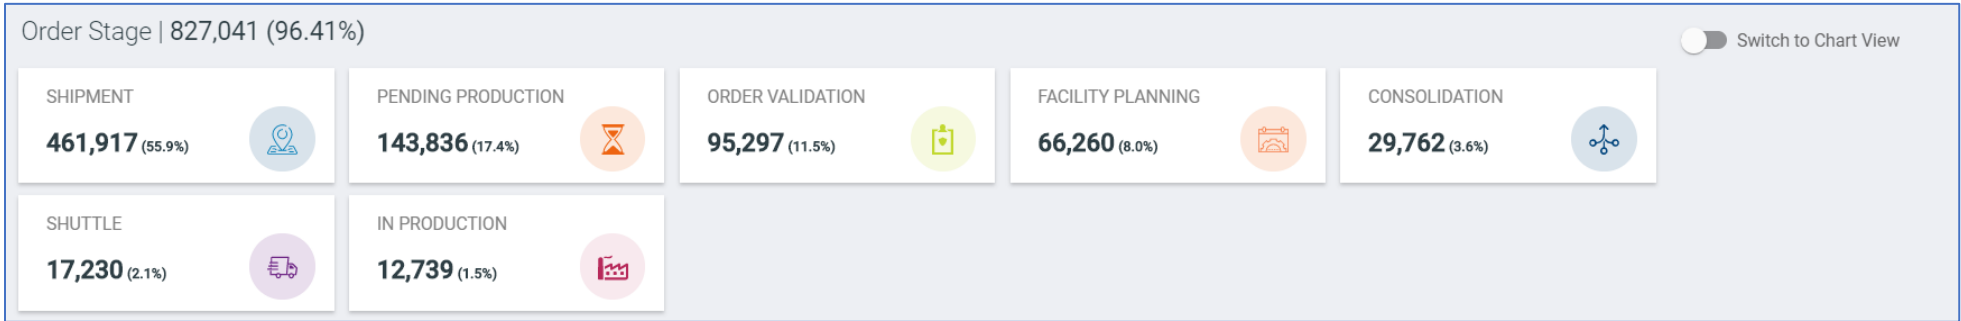 Order Stage | 827,041 (96.41%)
Switch to Chart View
SHIPMENT
461,917 (55.9%)
PENDING PRODUCTION
143,836 (17.4%)
ORDER VALIDATION
95,297 (11.5%)
FACILITY PLANNING
66,260 (8.0%)
CONSOLIDATION
29,762 (3.6%)
SHUTTLE
17,230 (2.1%)
IN PRODUCTION
12,739 (1.5%)